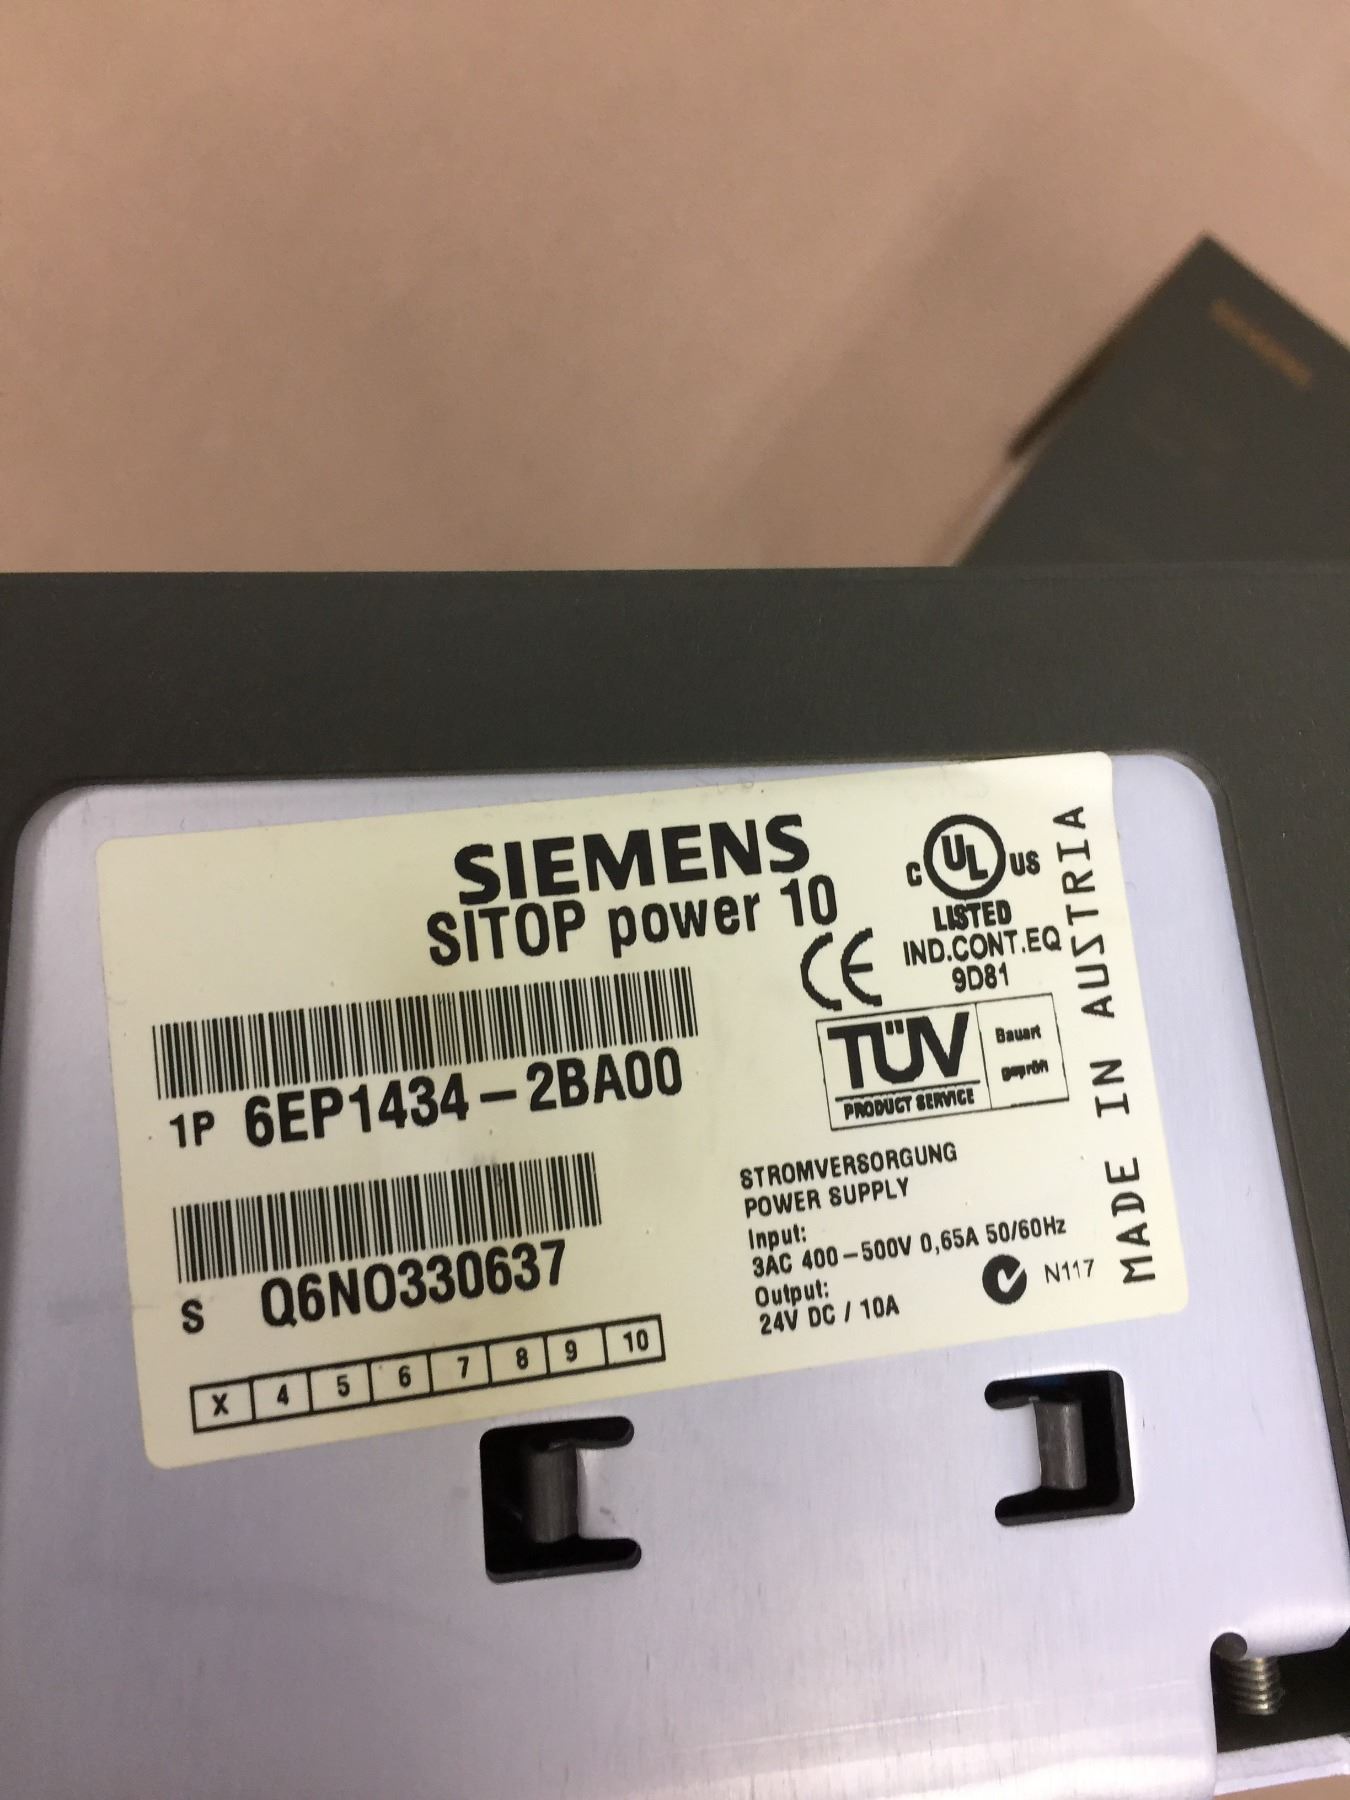 SIEMENS
SITOP power 10
1P 6EP1434-2BA00
S Q6NO330637
X 4 5 6 7 8 9 10
C UL US
LISTED
IND.CONT.EQ
9D81
CE
TÜV
PRODUCT SERVICE
Bauart
geprüft
STROMVERSORGUNG
POWER SUPPLY
Input:
3AC 400-500V 0,65A 50/60Hz
Output:
24V DC / 10A
N117
MADE IN AUSTRIA